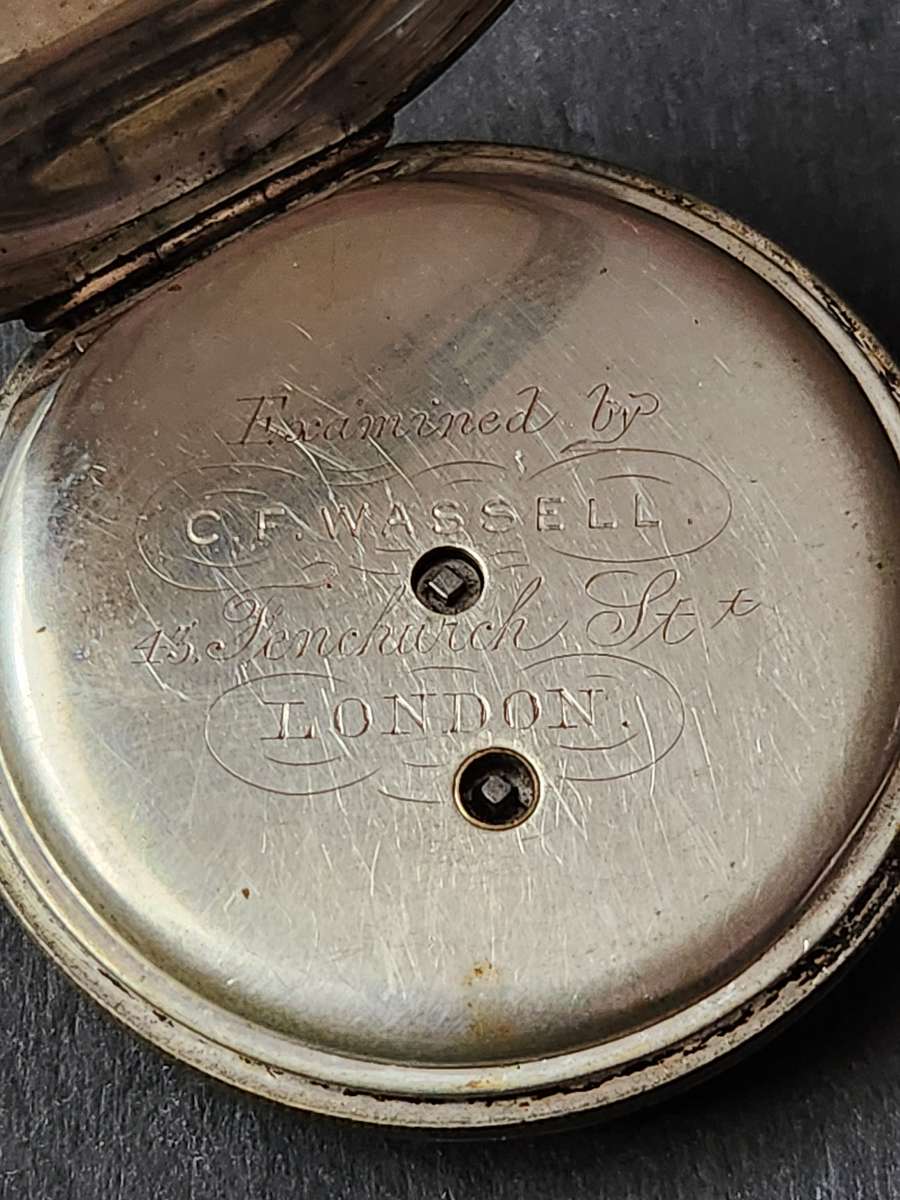 Examined by
C.F. WASSELL.
43, Fenchurch Stt
LONDON.